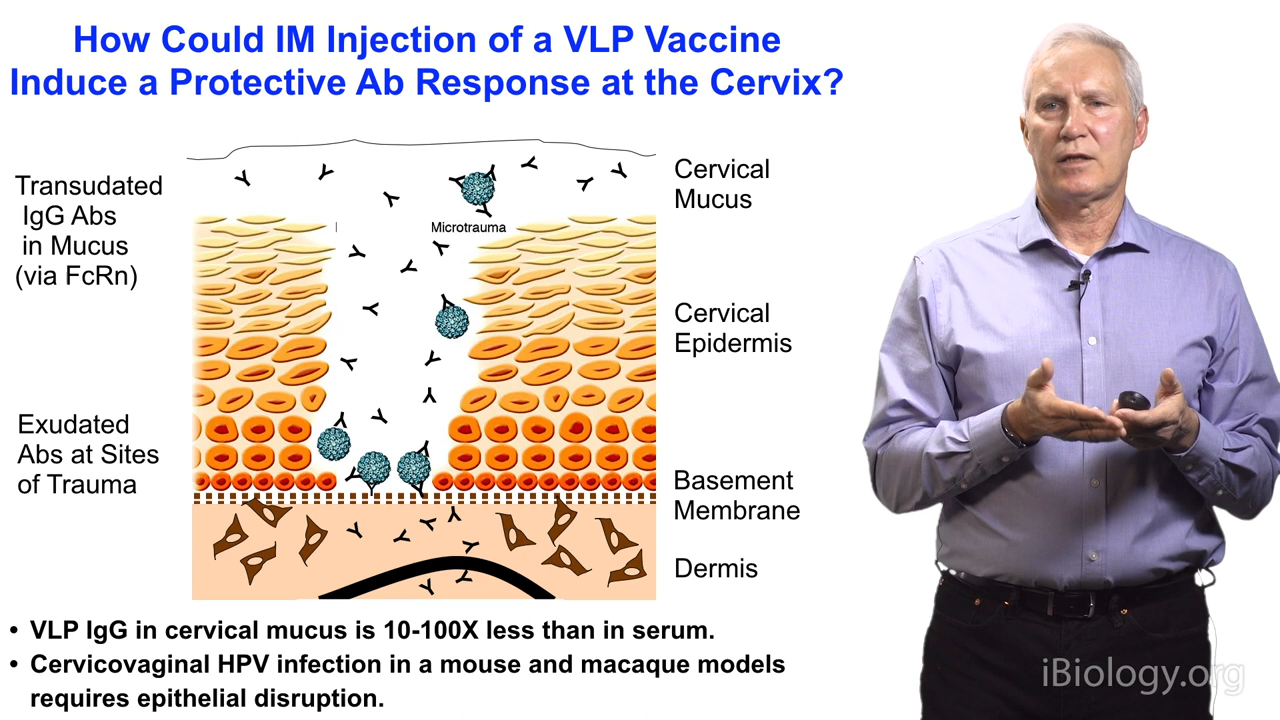 How Could IM Injection of a VLP Vaccine
Induce a Protective Ab Response at the Cervix?
Transudated
IgG Abs
in Mucus
(via FcRn)
Cervical
Mucus
Microtrauma
Cervical
Epidermis
Exudated
Abs at Sites
of Trauma
Basement
Membrane
Dermis
• VLP IgG in cervical mucus is 10-100X less than in serum.
• Cervicovaginal HPV infection in a mouse and macaque models
requires epithelial disruption.
iBiology.org